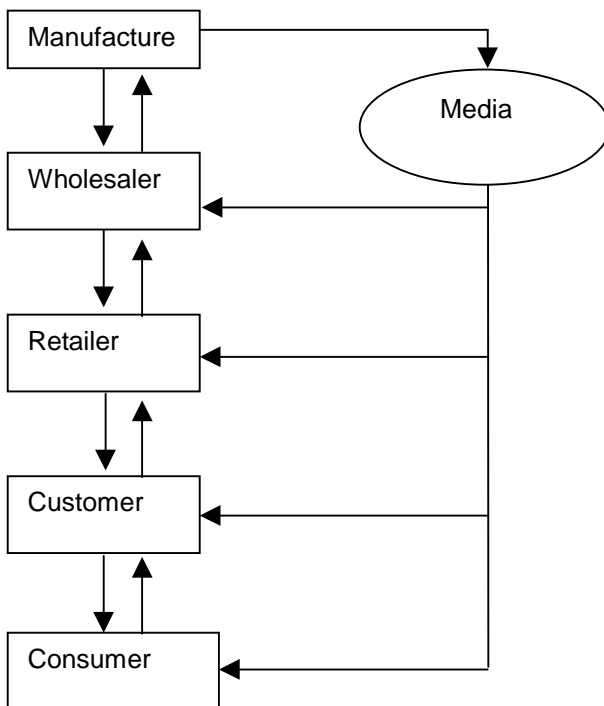 Manufacture
Media
Wholesaler
Retailer
Customer
Consumer